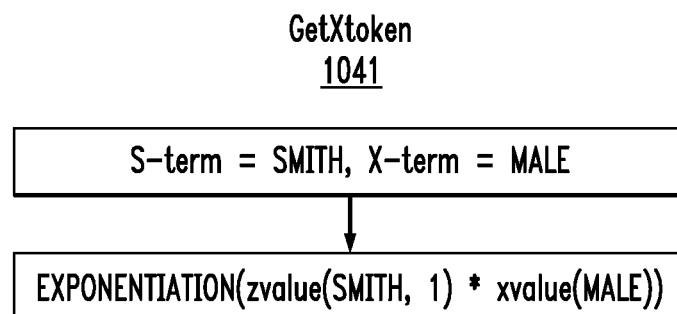 GetXtoken
1041
S-term = SMITH, X-term = MALE
EXPONENTIATION(zvalue(SMITH, 1) * xvalue(MALE))